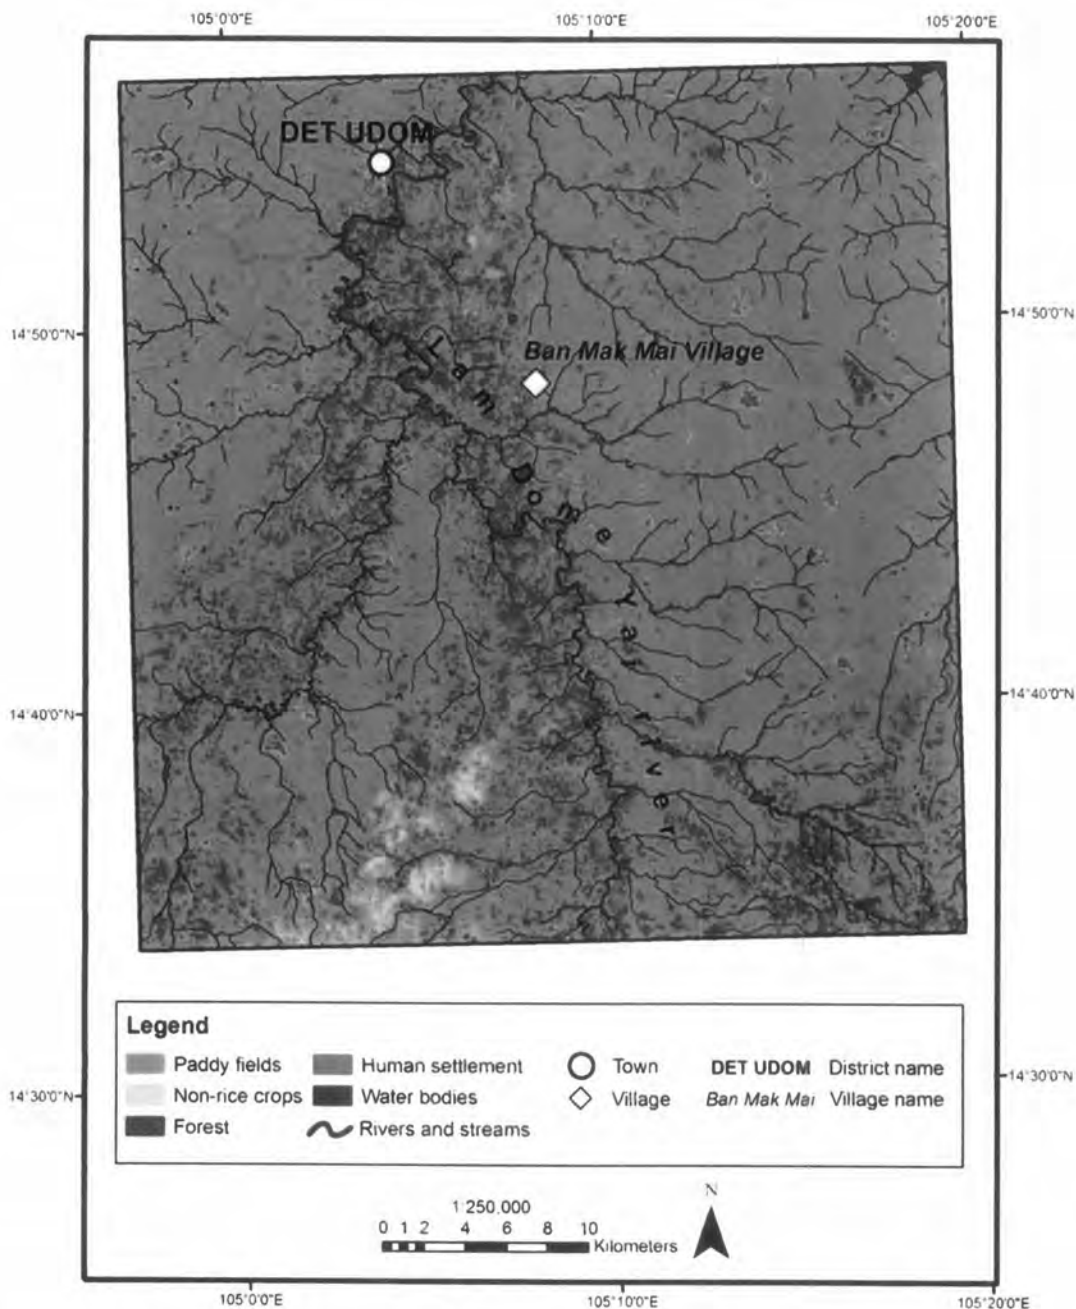 105°0'0"E 105°10'0"E 105°20'0"E
DET UDOM
14°50'0"N 14°50'0"N
Ban Mak Mai Village
Lam Dome Yai river
14°40'0"N 14°40'0"N
Legend
Paddy fields Human settlement Town DET UDOM District name
Non-rice crops Water bodies Village Ban Mak Mai Village name
Forest Rivers and streams
14°30'0"N 14°30'0"N
N
1:250,000
0 1 2 4 6 8 10
Kilometers
105°0'0"E 105°10'0"E 105°20'0"E